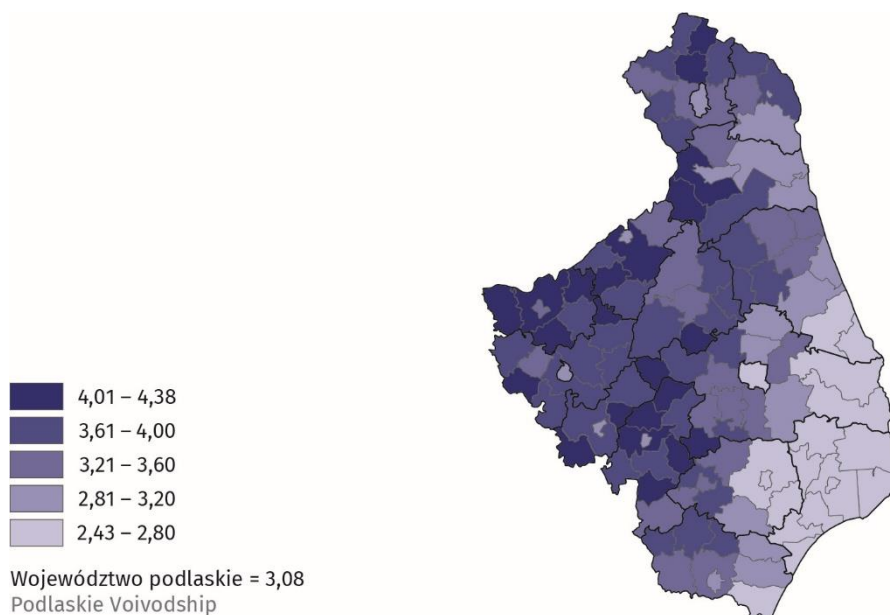 4,01 – 4,38
3,61 – 4,00
3,21 – 3,60
2,81 – 3,20
2,43 – 2,80
Województwo podlaskie = 3,08
Podlaskie Voivodship